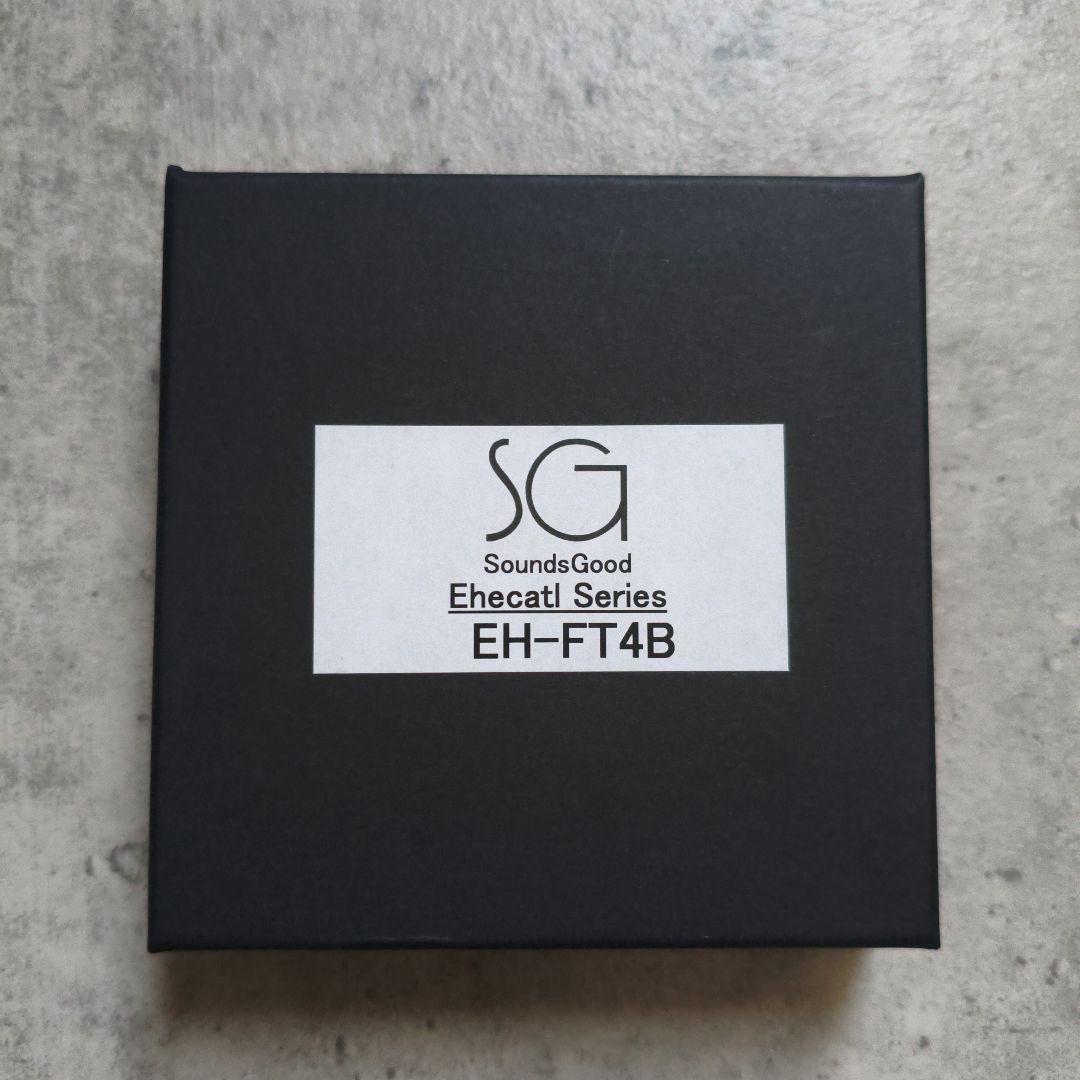 SG
SoundsGood
Ehecatl Series
EH-FT4B